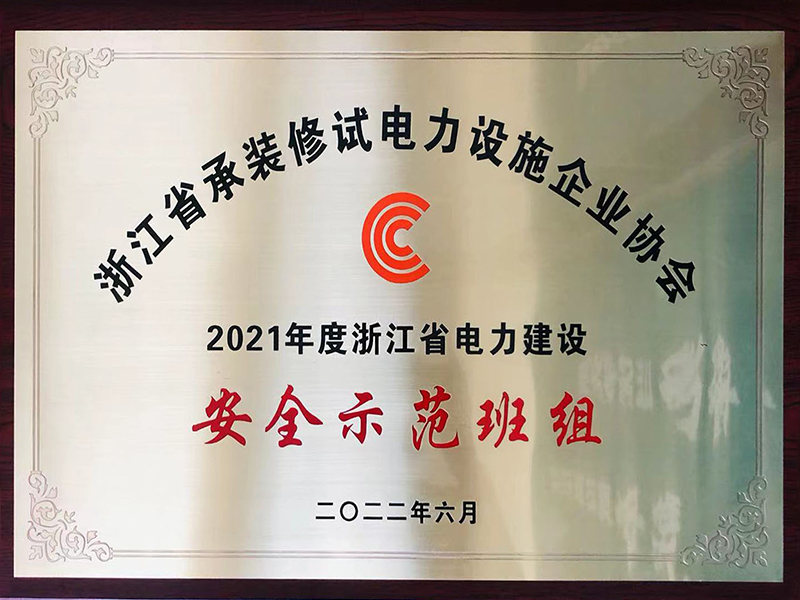 浙江省承装修试电力设施企业协会
2021年度浙江省电力建设
安全示范班组
二〇二二年六月